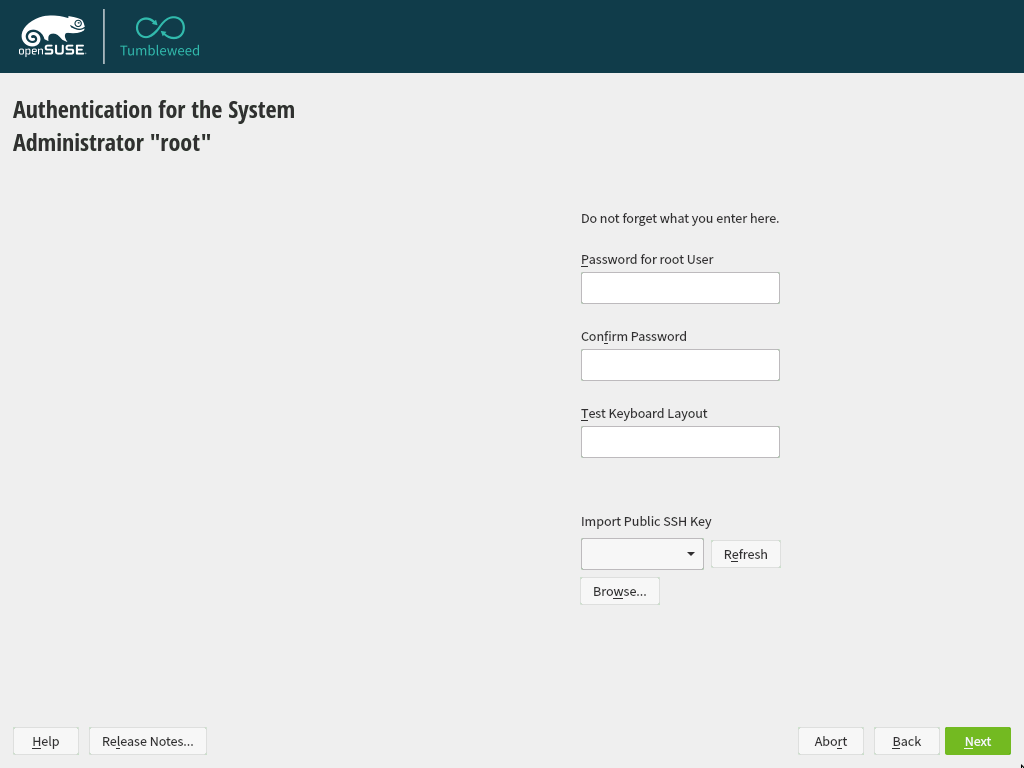 openSUSE
Tumbleweed
Authentication for the System
Administrator "root"
Do not forget what you enter here.
Password for root User
Confirm Password
Test Keyboard Layout
Import Public SSH Key
Refresh
Browse...
Help
Release Notes...
Abort
Back
Next